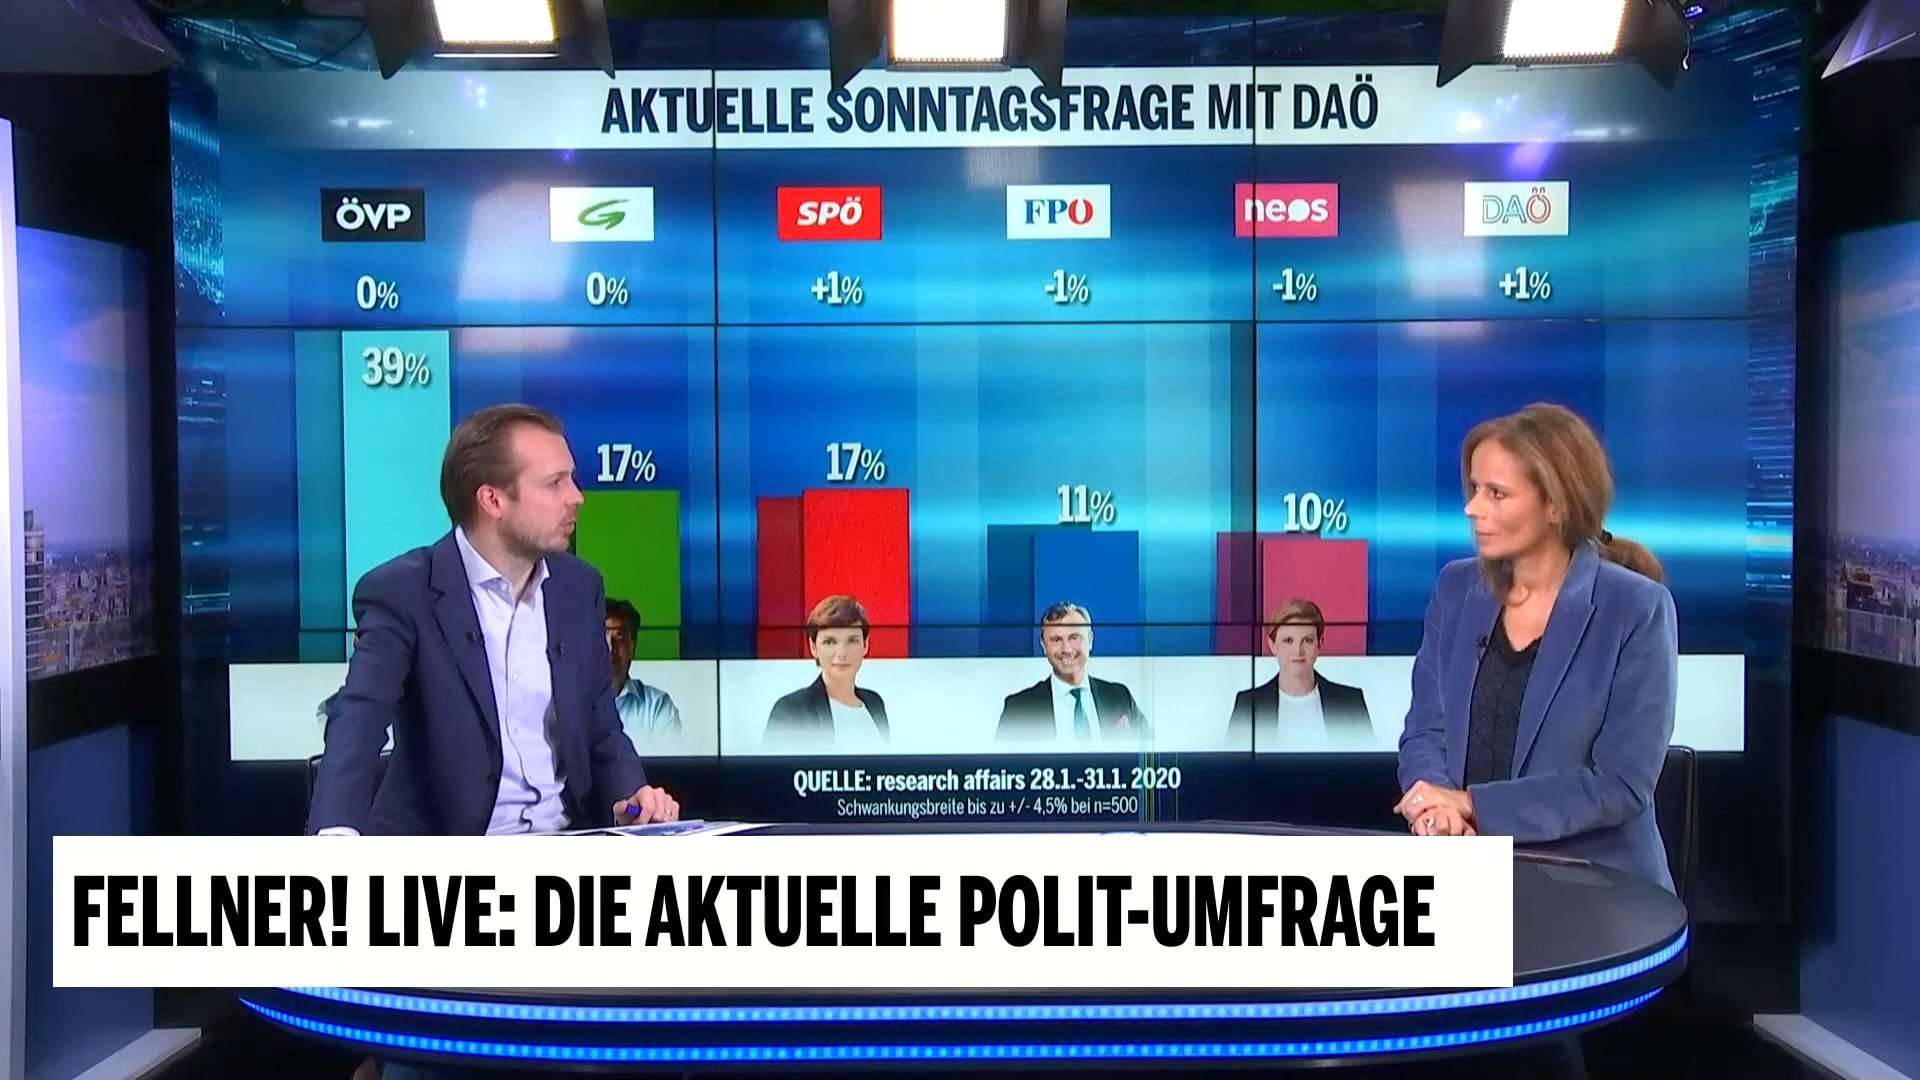 AKTUELLE SONNTAGSFRAGE MIT DAÖ
ÖVP SPÖ FPÖ neos DAÖ
0% 0% +1% -1% -1% +1%
39%
17% 17%
11% 10%
QUELLE: research affairs 28.1.-31.1. 2020
Schwankungsbreite bis zu +/- 4,5% bei n=500
FELLNER! LIVE: DIE AKTUELLE POLIT-UMFRAGE